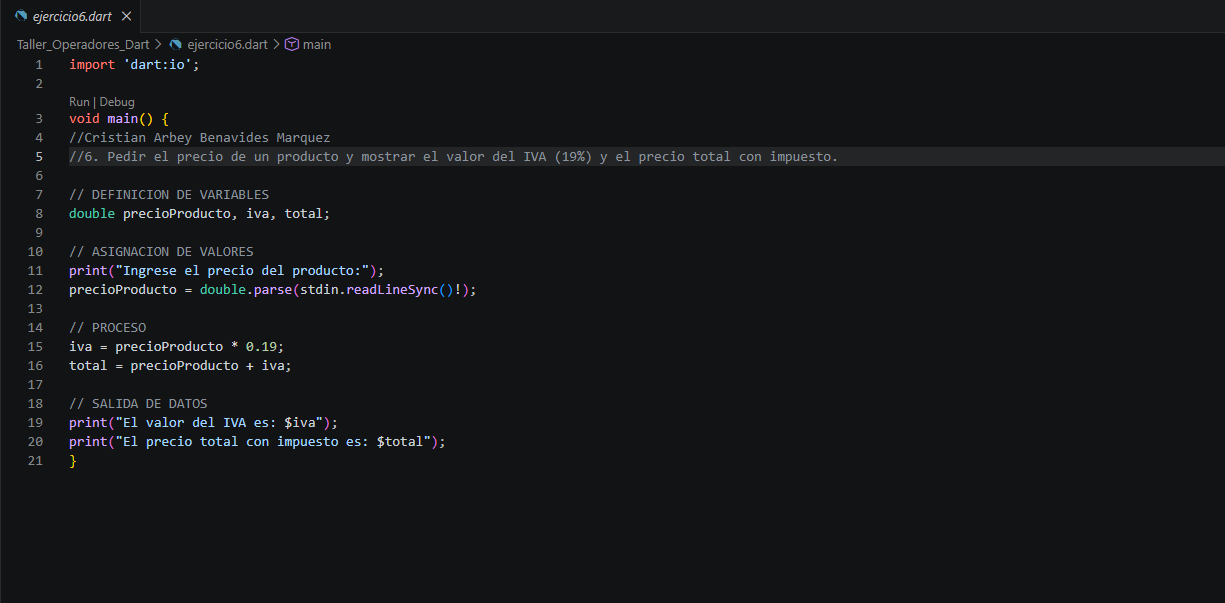 ejercicio6.dart
Taller_Operadores_Dart > ejercicio6.dart > main
1 import 'dart:io';
2
Run | Debug
3 void main() {
4 //Cristian Arbey Benavides Marquez
5 //6. Pedir el precio de un producto y mostrar el valor del IVA (19%) y el precio total con impuesto.
6
7 // DEFINICION DE VARIABLES
8 double precioProducto, iva, total;
9
10 // ASIGNACION DE VALORES
11 print("Ingrese el precio del producto:");
12 precioProducto = double.parse(stdin.readLineSync()!);
13
14 // PROCESO
15 iva = precioProducto * 0.19;
16 total = precioProducto + iva;
17
18 // SALIDA DE DATOS
19 print("El valor del IVA es: $iva");
20 print("El precio total con impuesto es: $total");
21 }